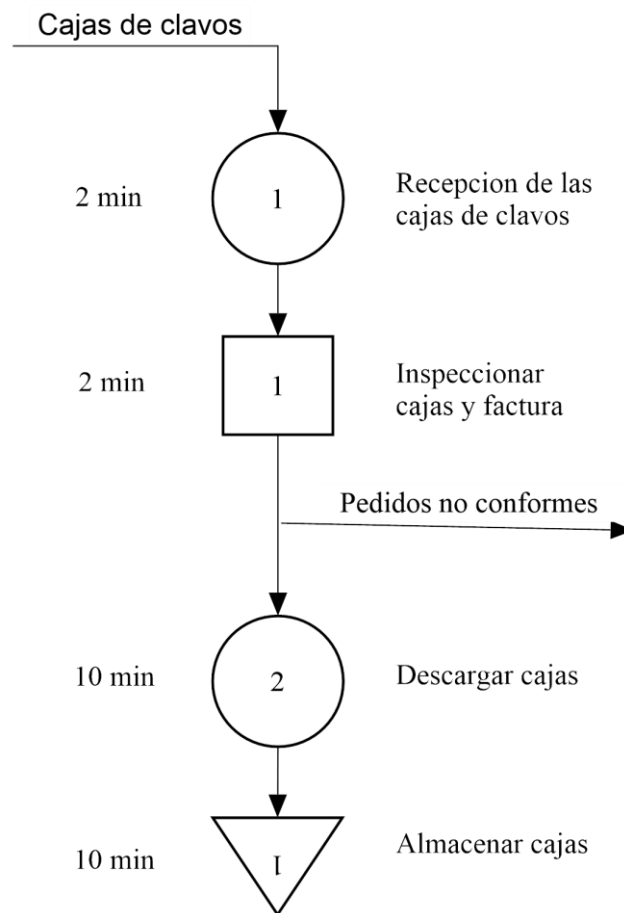 Cajas de clavos
2 min
1
Recepcion de las
cajas de clavos
2 min
1
Inspeccionar
cajas y factura
Pedidos no conformes
10 min
2
Descargar cajas
10 min
1
Almacenar cajas